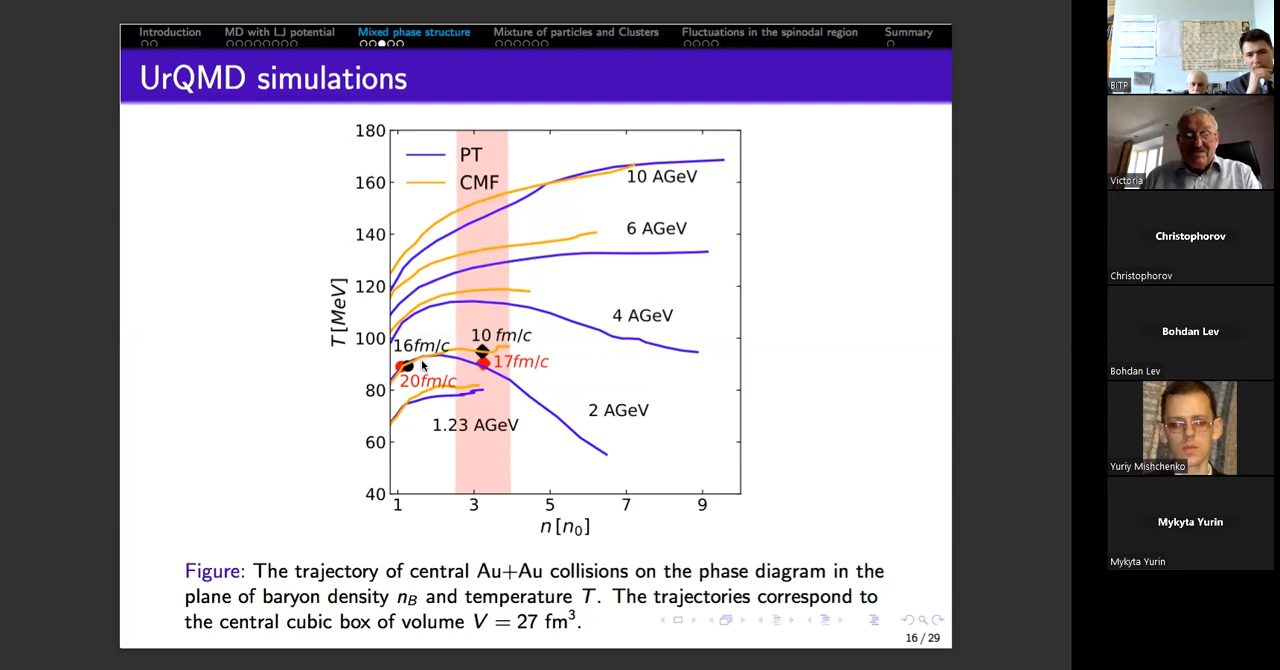 Introduction MD with LJ potential Mixed phase structure Mixture of particles and Clusters Fluctuations in the spinodal region Summary
UrQMD simulations
180
160
140
120
100
80
60
40
T [MeV]
PT
CMF
10 AGeV
6 AGeV
4 AGeV
10 fm/c
16fm/c
17fm/c
20fm/c
2 AGeV
1.23 AGeV
1 3 5 7 9
n [n₀]
Figure: The trajectory of central Au+Au collisions on the phase diagram in the
plane of baryon density n_B and temperature T. The trajectories correspond to
the central cubic box of volume V = 27 fm³.
16 / 29
BITP
Victoria
Christophorov
Christophorov
Bohdan Lev
Bohdan Lev
Yuriy Mishchenko
Mykyta Yurin
Mykyta Yurin